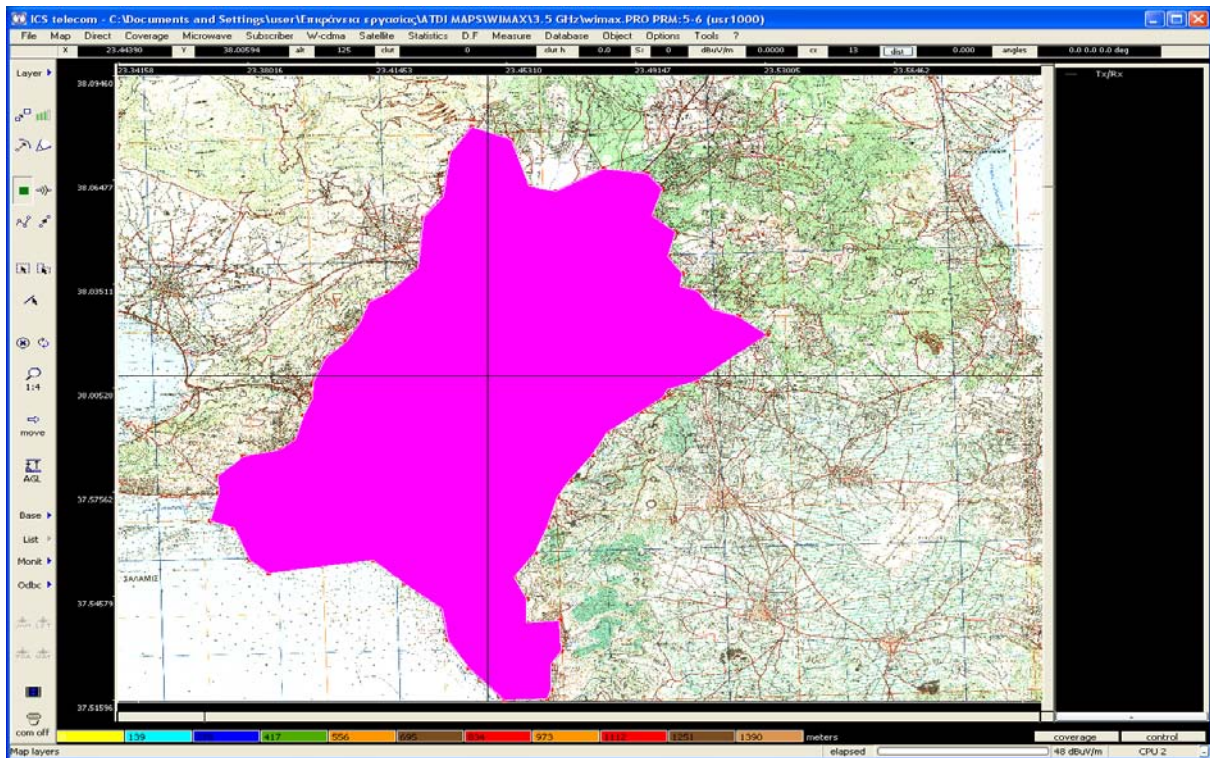 ICS telecom - C:\Documents and Settings\user\Επιφάνεια εργασίας\ATDI MAPS\WIMAX\3.5 GHz\wimax.PRO PRM:5-6 (usr1000)
File Map Direct Coverage Microwave Subscriber W-cdma Satellite Statistics D.F Measure Database Object Options Tools ?
X 23.44390 Y 38.00594 alt 125 clut 0 clut h 0.0 S: 0 dBuV/m 0.0000 cx 13 dist 0.000 angles 0.0 0.0 0.0 deg
Layer
23.34158 23.38016 23.41453 23.45310 23.49147 23.53005 23.56462
Tx/Rx
38.09460
38.06477
38.03511
1:4
38.00528
move
AGL
37.57562
Base
List
Monit
Odbc
ΣΑΛΑΜΙΣ
37.54579
37.51596
com off
139 417 556 695 834 973 1112 1251 1390 meters
coverage control
Map layers elapsed 48 dBuV/m CPU 2